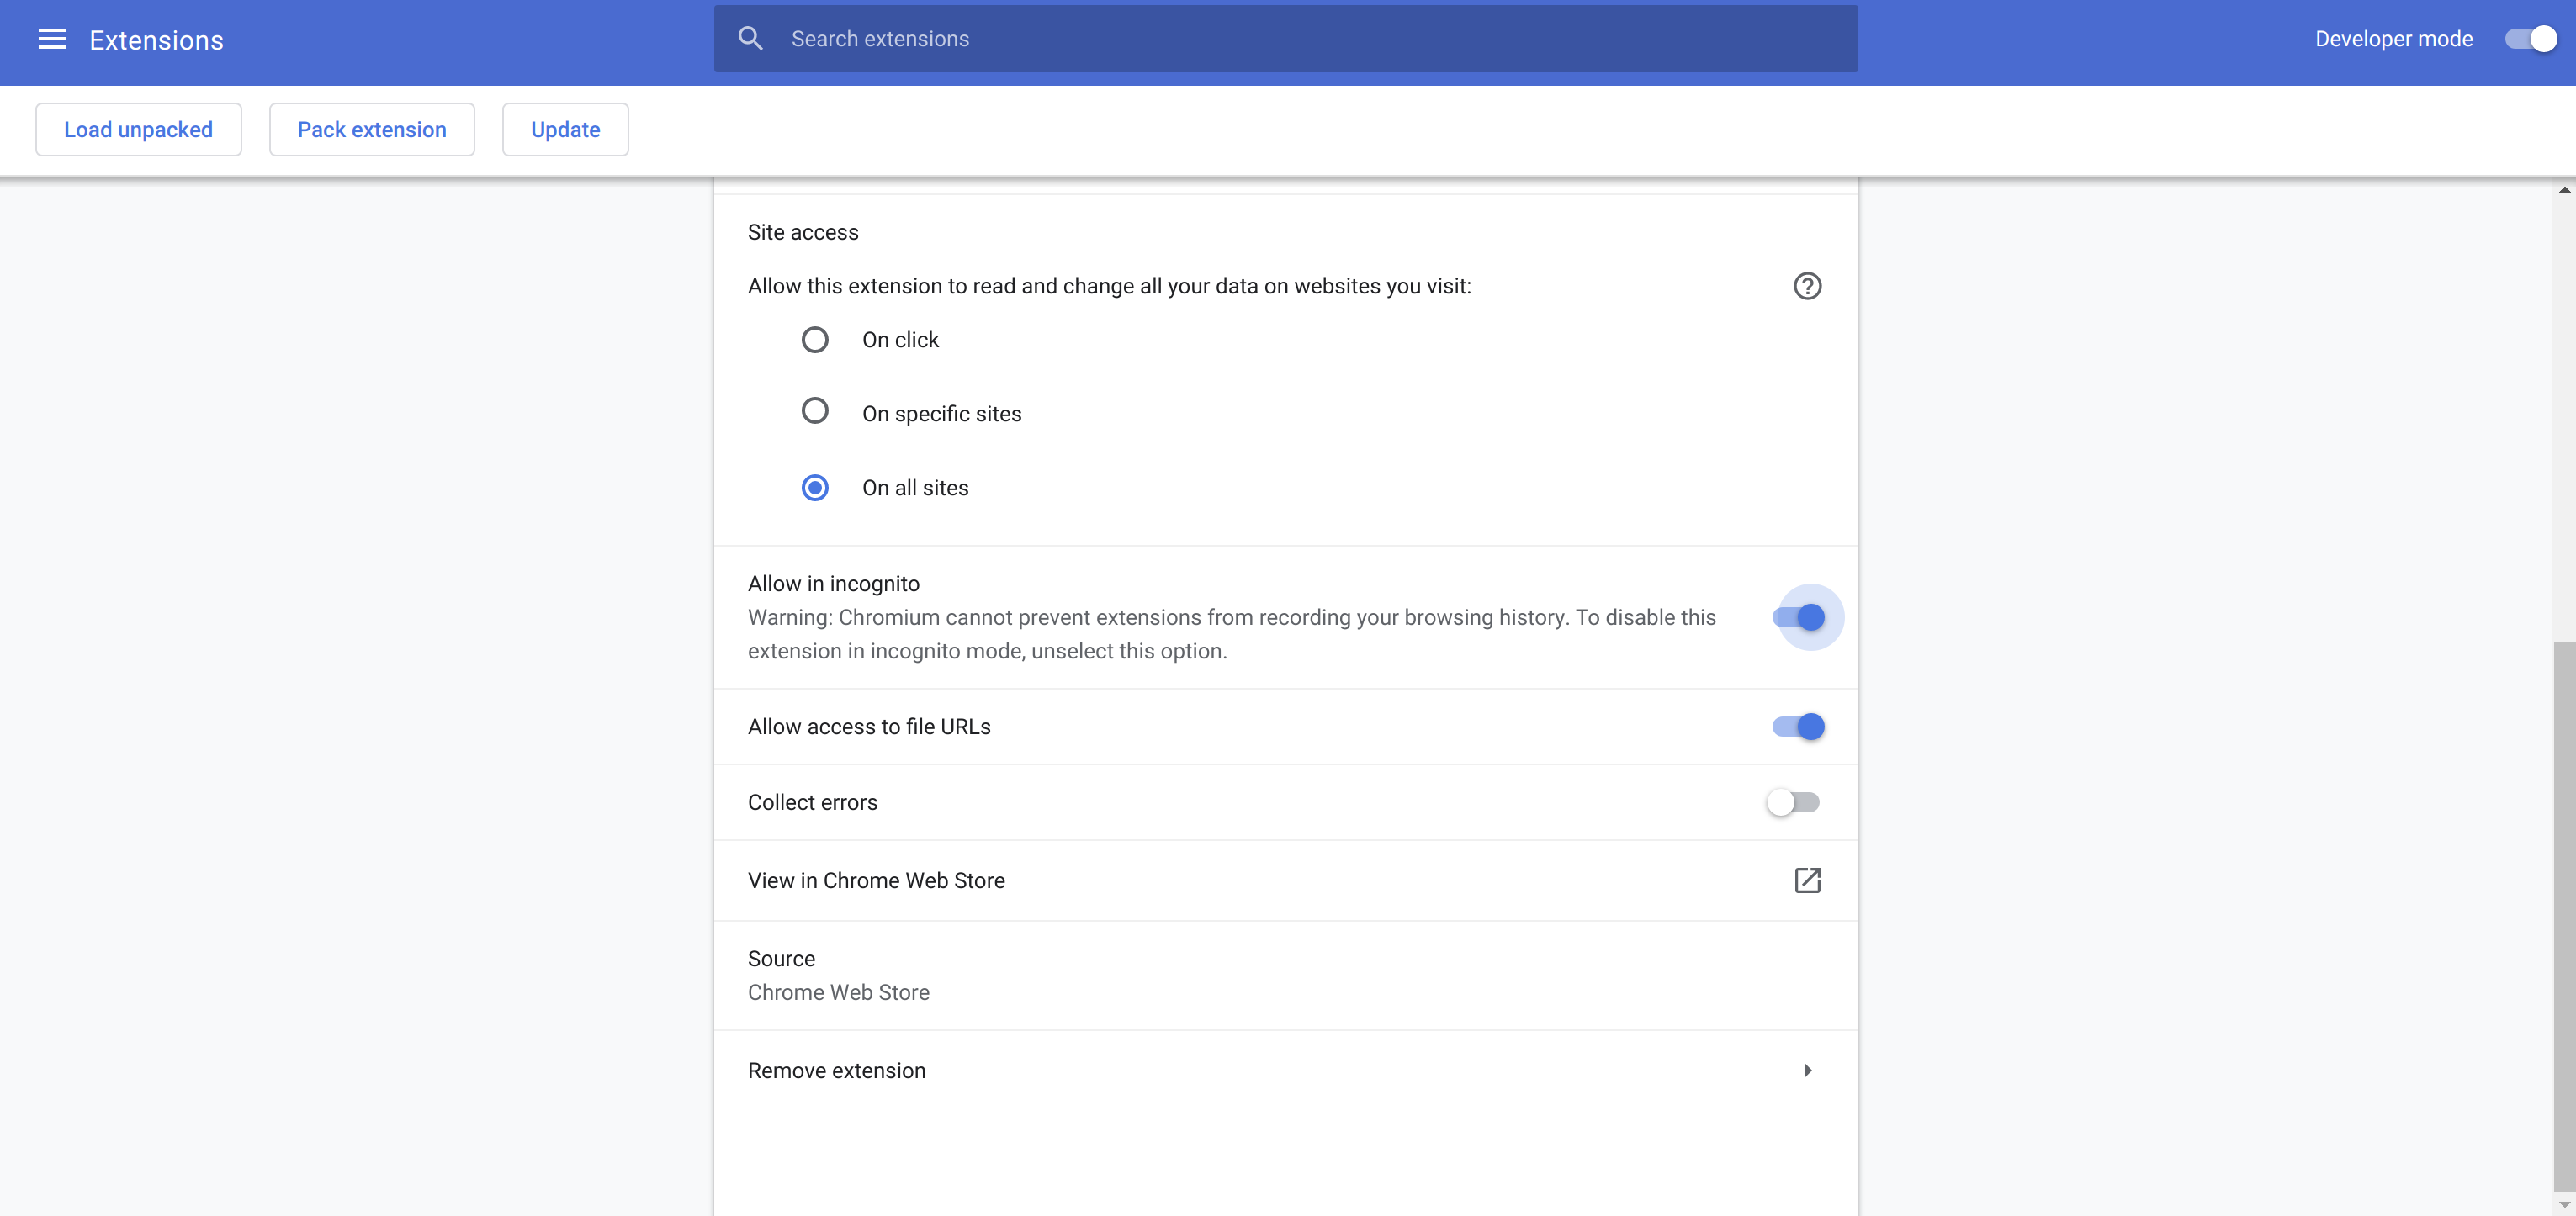 Extensions
Search extensions
Developer mode
Load unpacked
Pack extension
Update
Site access
Allow this extension to read and change all your data on websites you visit:
On click
On specific sites
On all sites
Allow in incognito
Warning: Chromium cannot prevent extensions from recording your browsing history. To disable this
extension in incognito mode, unselect this option.
Allow access to file URLs
Collect errors
View in Chrome Web Store
Source
Chrome Web Store
Remove extension